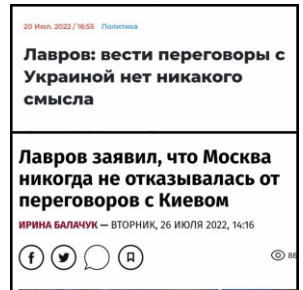 20 Июл. 2022 / 16:55 Политика
Лавров: вести переговоры с
Украиной нет никакого
смысла
Лавров заявил, что Москва
никогда не отказывалась от
переговоров с Киевом
ИРИНА БАЛАЧУК — ВТОРНИК, 26 ИЮЛЯ 2022, 14:16